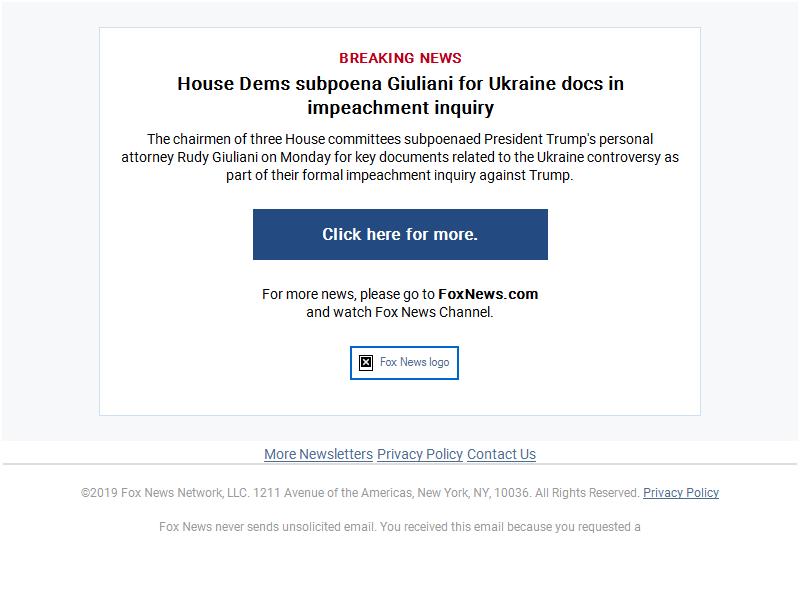 BREAKING NEWS
House Dems subpoena Giuliani for Ukraine docs in
impeachment inquiry
The chairmen of three House committees subpoenaed President Trump's personal
attorney Rudy Giuliani on Monday for key documents related to the Ukraine controversy as
part of their formal impeachment inquiry against Trump.
Click here for more.
For more news, please go to FoxNews.com
and watch Fox News Channel.
Fox News logo
More Newsletters Privacy Policy Contact Us
©2019 Fox News Network, LLC. 1211 Avenue of the Americas, New York, NY, 10036. All Rights Reserved. Privacy Policy
Fox News never sends unsolicited email. You received this email because you requested a